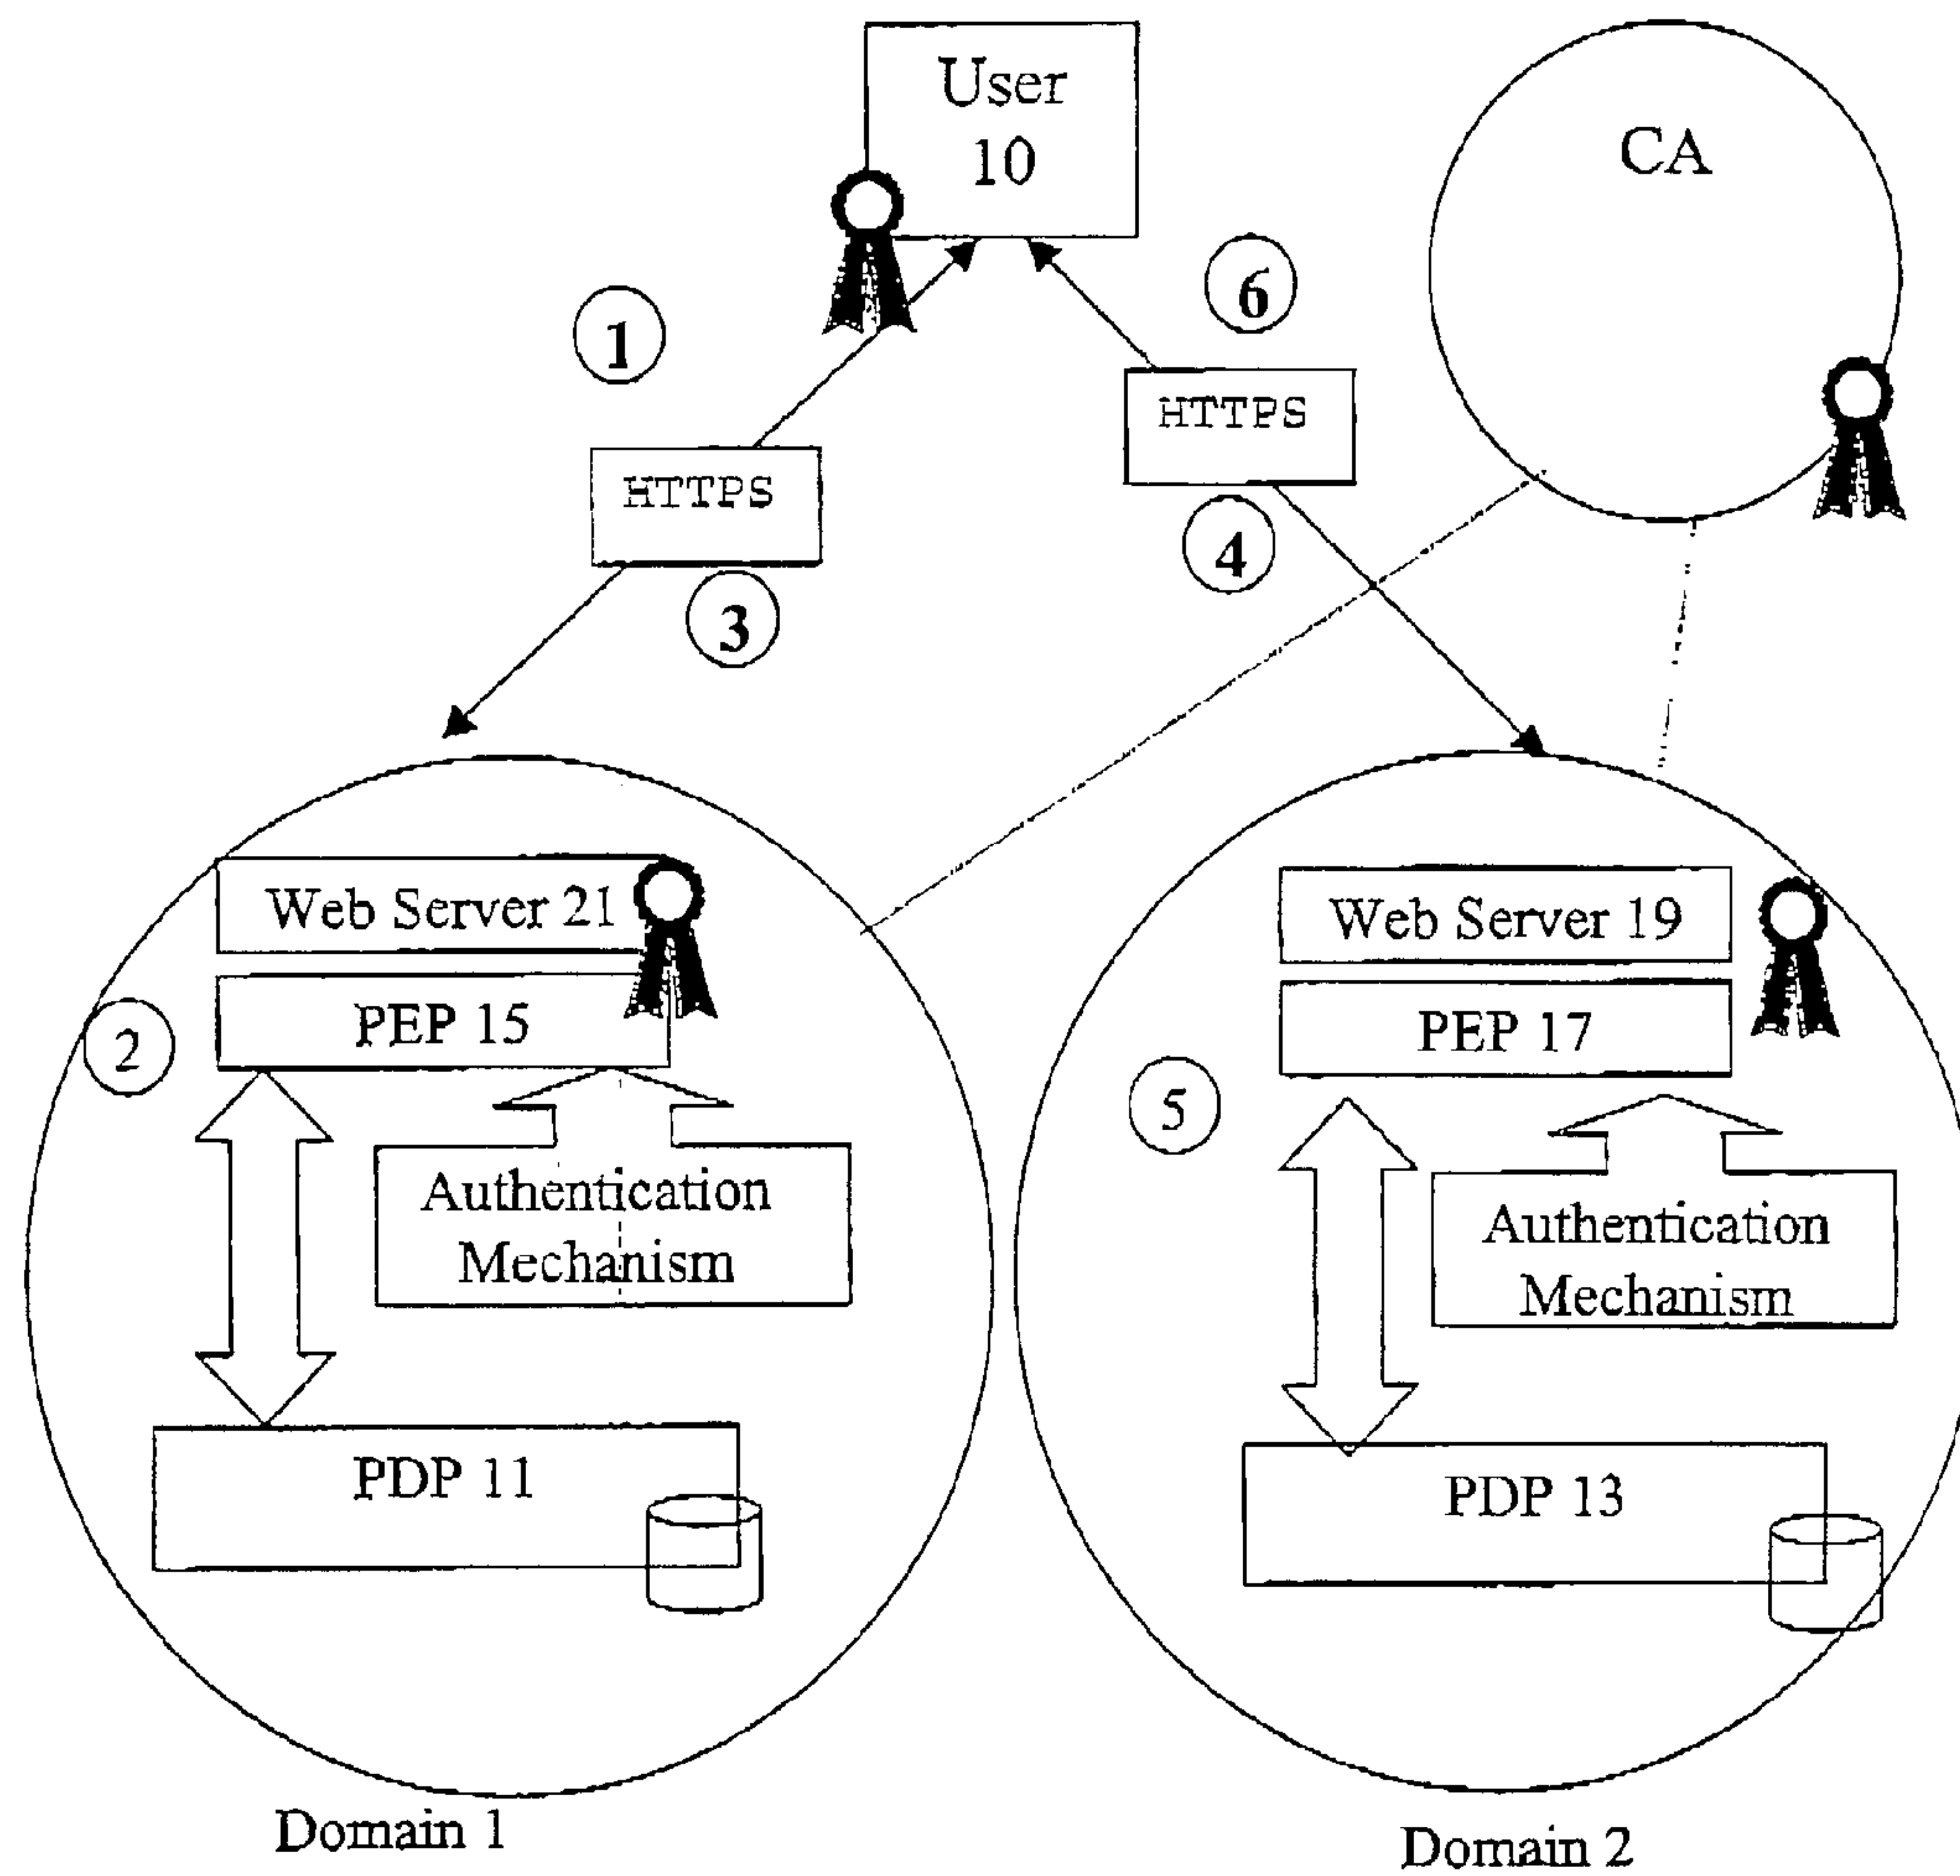 User
10
CA
1
6
HTTPS
HTTPS
3
4
Web Server 21
PEP 15
2
Authentication
Mechanism
PDP 11
Domain 1
Web Server 19
PEP 17
5
Authentication
Mechanism
PDP 13
Domain 2